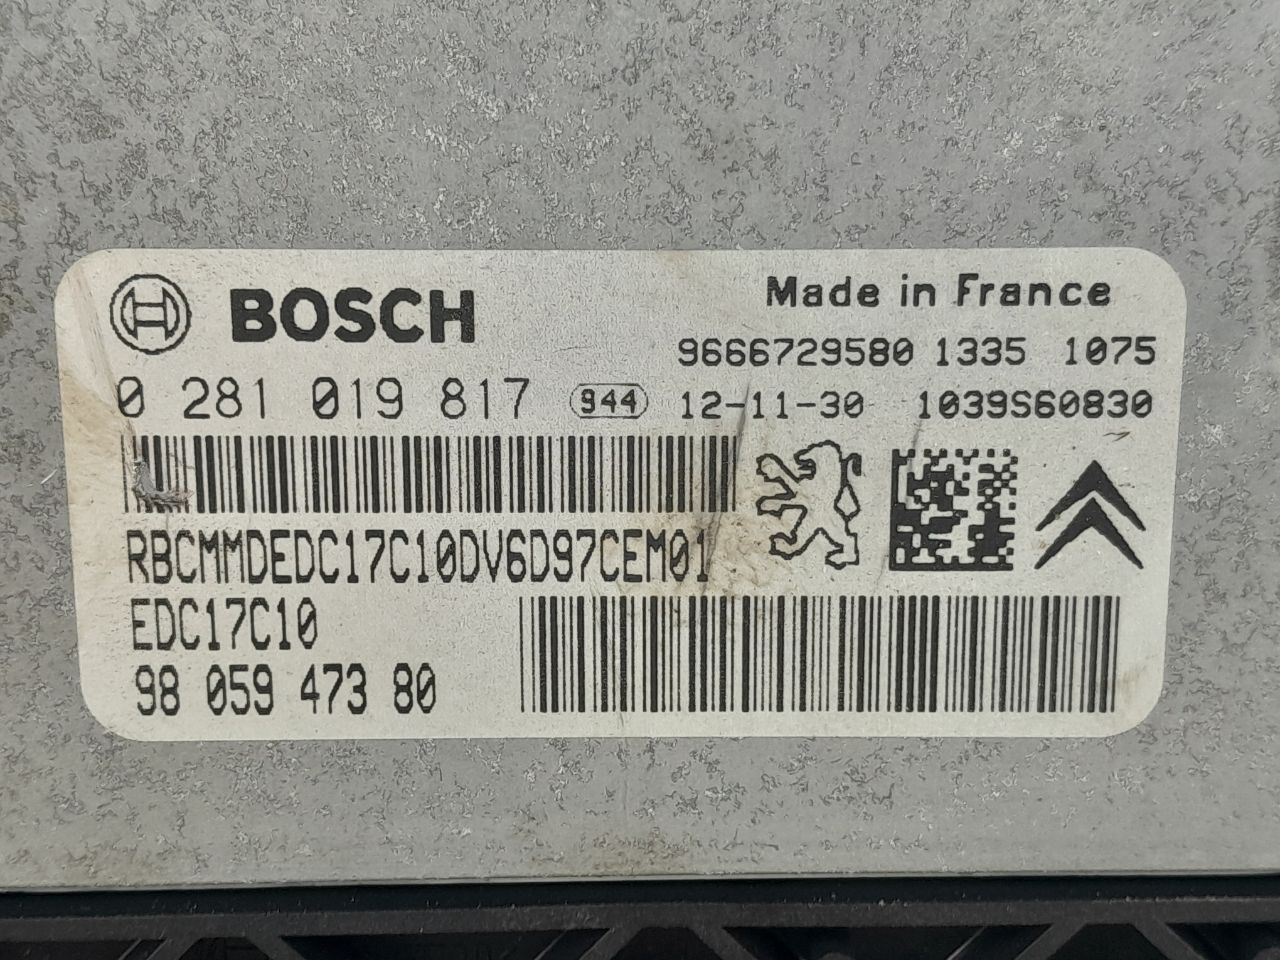 BOSCH
Made in France
9666729580 1335 1075
0 281 019 817 944 12-11-30 1039S60830
RBCMMDEDC17C10DV6D97CEM01
EDC17C10
98 059 473 80